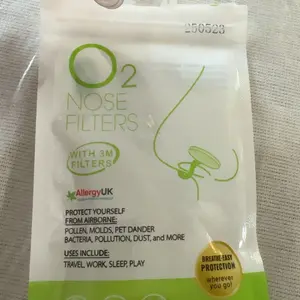 250523
O2
NOSE
FILTERS
WITH 3M
FILTERS
AllergyUK
PROTECT YOURSELF
FROM AIRBORNE:
POLLEN, MOLDS, PET DANDER
BACTERIA, POLLUTION, DUST, and MORE
USES INCLUDE:
TRAVEL, WORK, SLEEP, PLAY
BREATHE-EASY
PROTECTION
wherever
you go!